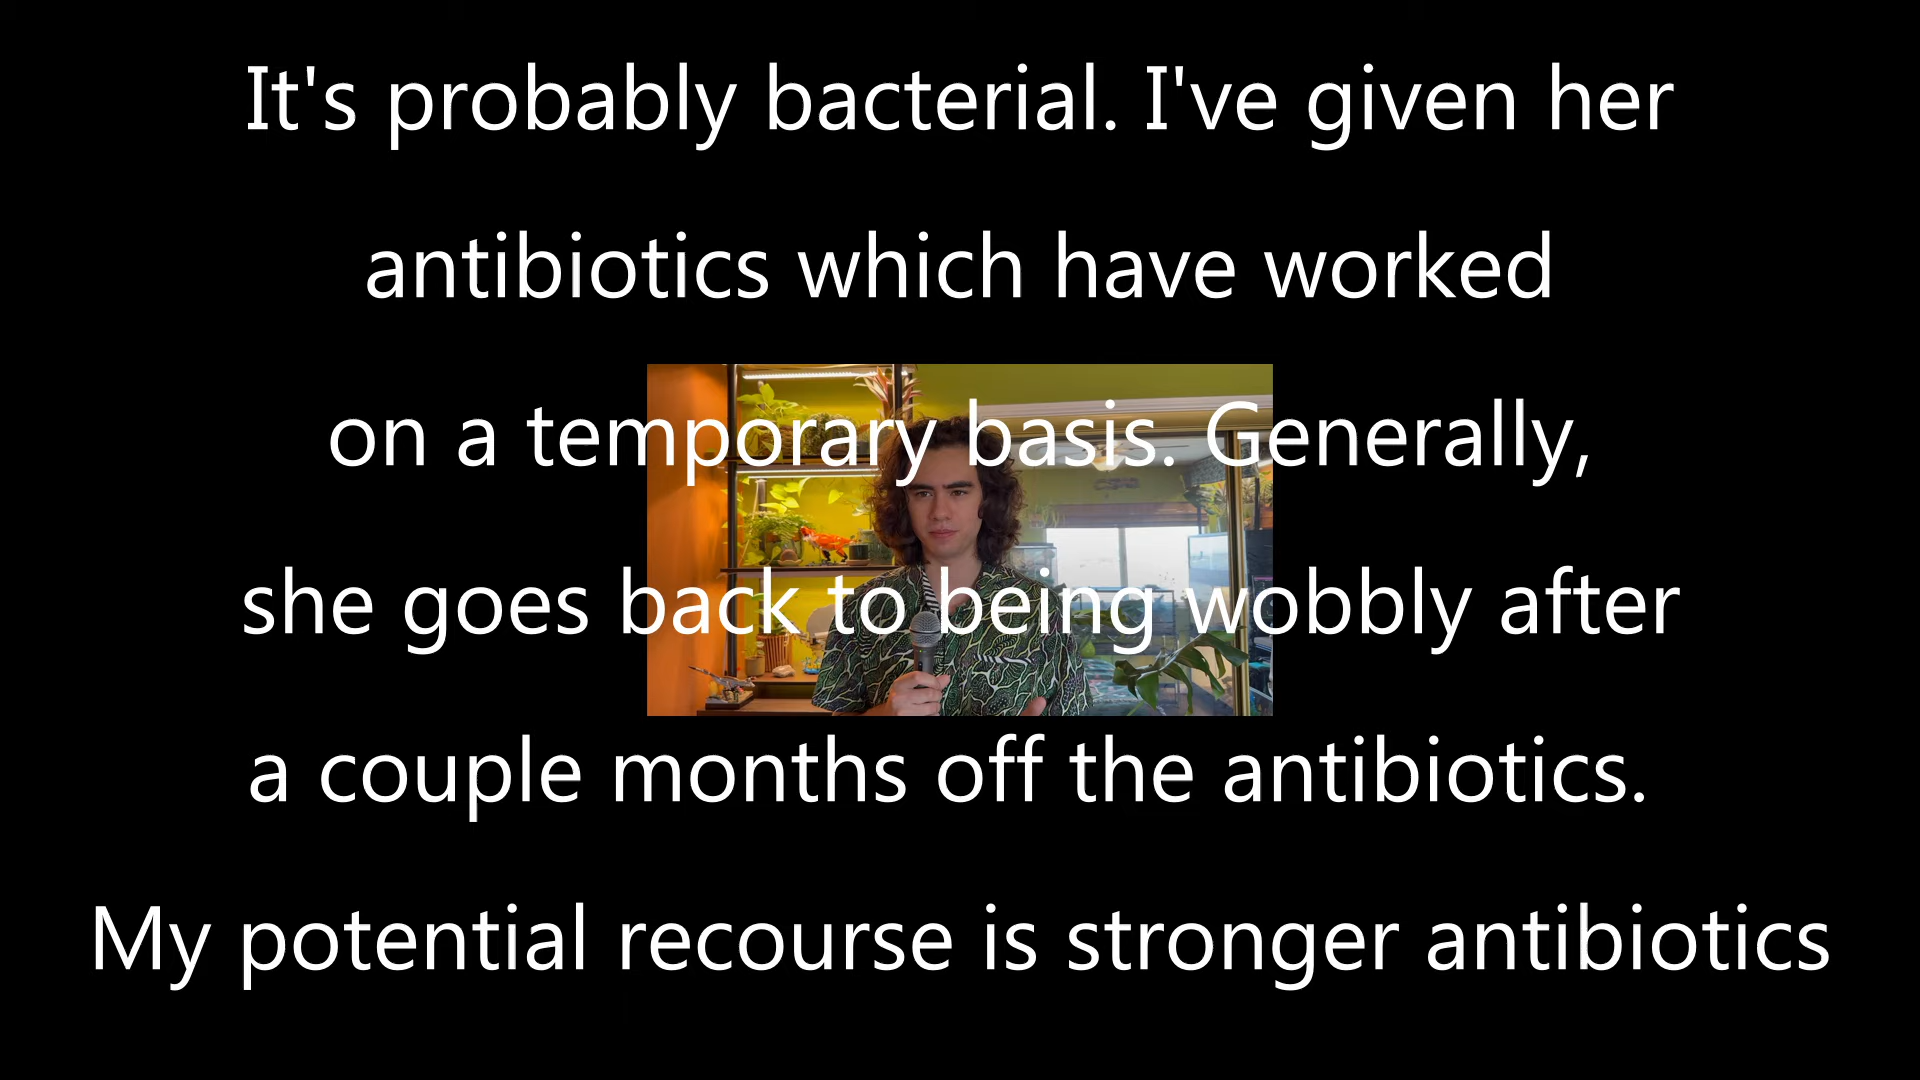 It's probably bacterial. I've given her
antibiotics which have worked
on a temporary basis. Generally,
she goes back to being wobbly after
a couple months off the antibiotics.
My potential recourse is stronger antibiotics